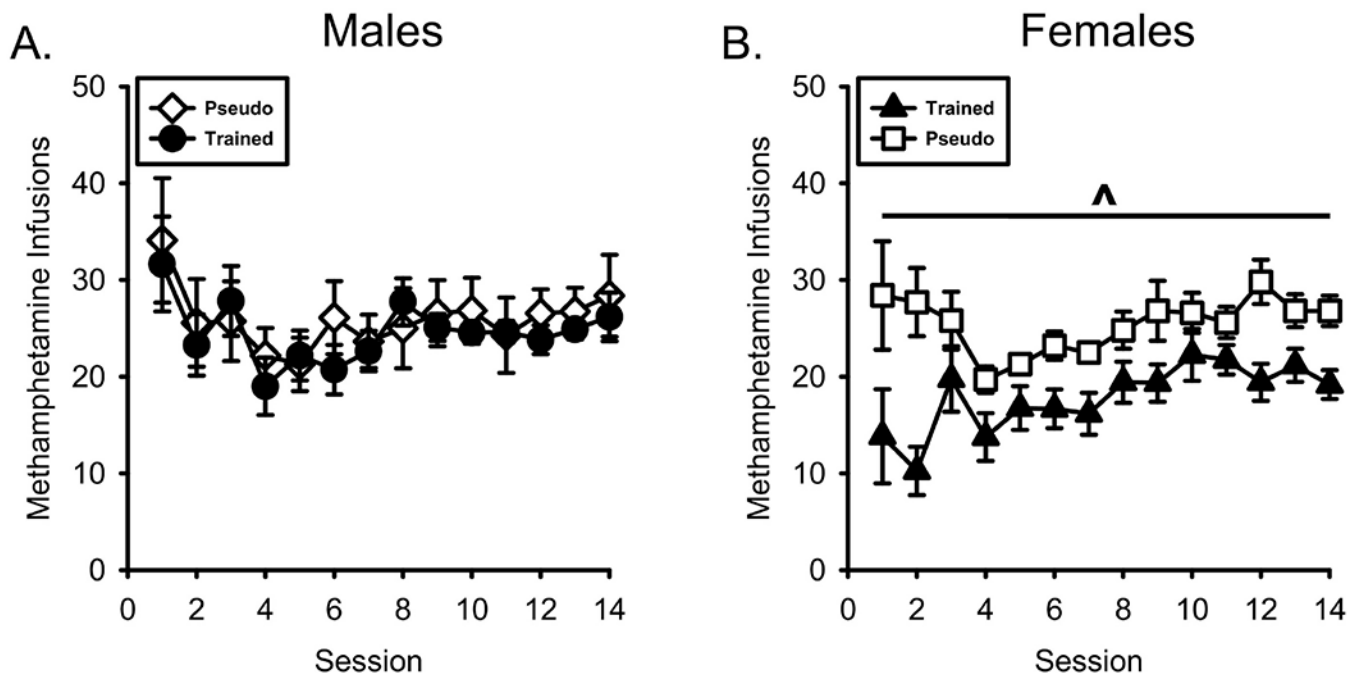 A.
Males
Pseudo
Trained
Methamphetamine Infusions
50
40
30
20
10
0
0 2 4 6 8 10 12 14
Session
B.
Females
Trained
Pseudo
^
Methamphetamine Infusions
50
40
30
20
10
0
0 2 4 6 8 10 12 14
Session